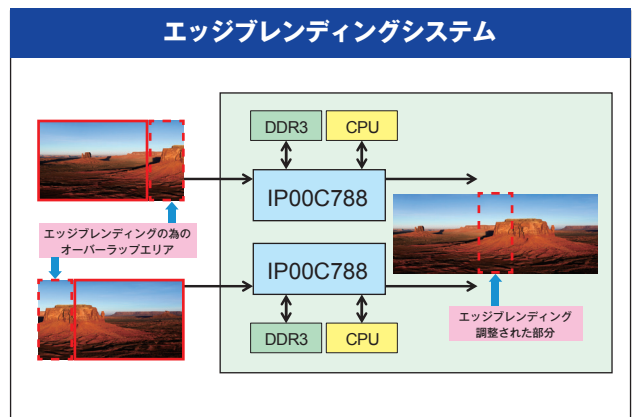 エッジブレンディングシステム
DDR3
CPU
IP00C788
エッジブレンディングの為の
オーバーラップエリア
IP00C788
DDR3
CPU
エッジブレンディング
調整された部分